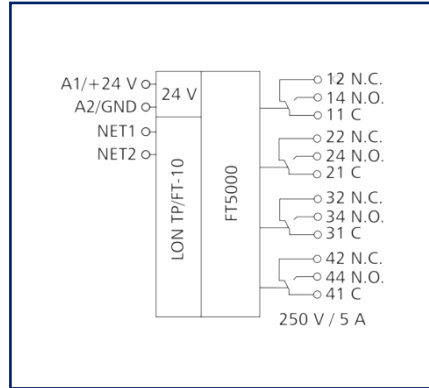 A1/+24 V
A2/GND
NET1
NET2
24 V
LON TP/FT-10
FT5000
12 N.C.
14 N.O.
11 C
22 N.C.
24 N.O.
21 C
32 N.C.
34 N.O.
31 C
42 N.C.
44 N.O.
41 C
250 V / 5 A